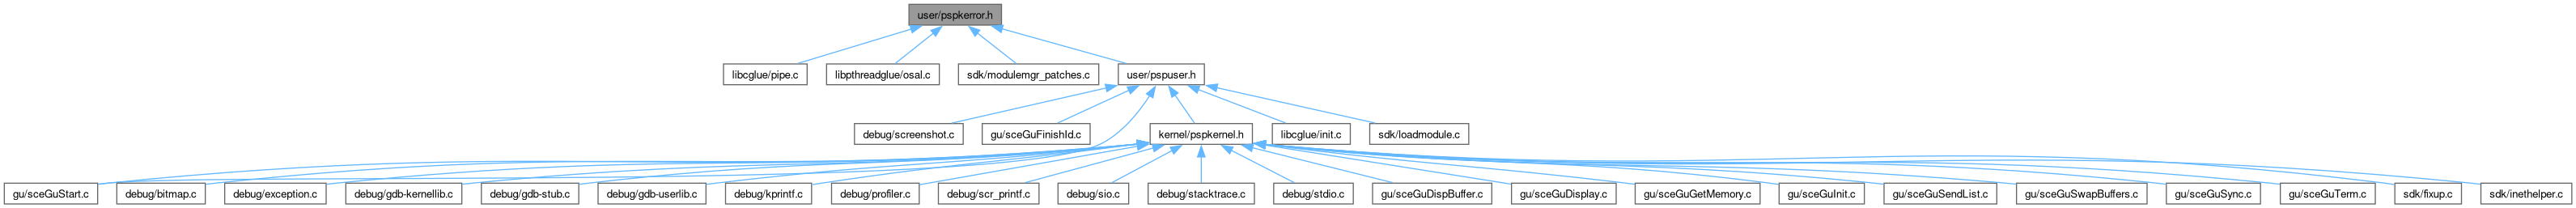 user/pspkerror.h
libcglue/pipe.c
libpthreadglue/osal.c
sdk/modulemgr_patches.c
user/pspuser.h
debug/screenshot.c
gu/sceGuFinishId.c
kernel/pspkernel.h
libcglue/init.c
sdk/loadmodule.c
gu/sceGuStart.c
debug/bitmap.c
debug/exception.c
debug/gdb-kernellib.c
debug/gdb-stub.c
debug/gdb-userlib.c
debug/kprintf.c
debug/profiler.c
debug/scr_printf.c
debug/sio.c
debug/stacktrace.c
debug/stdio.c
gu/sceGuDispBuffer.c
gu/sceGuDisplay.c
gu/sceGuGetMemory.c
gu/sceGuInit.c
gu/sceGuSendList.c
gu/sceGuSwapBuffers.c
gu/sceGuSync.c
gu/sceGuTerm.c
sdk/fixup.c
sdk/inethelper.c